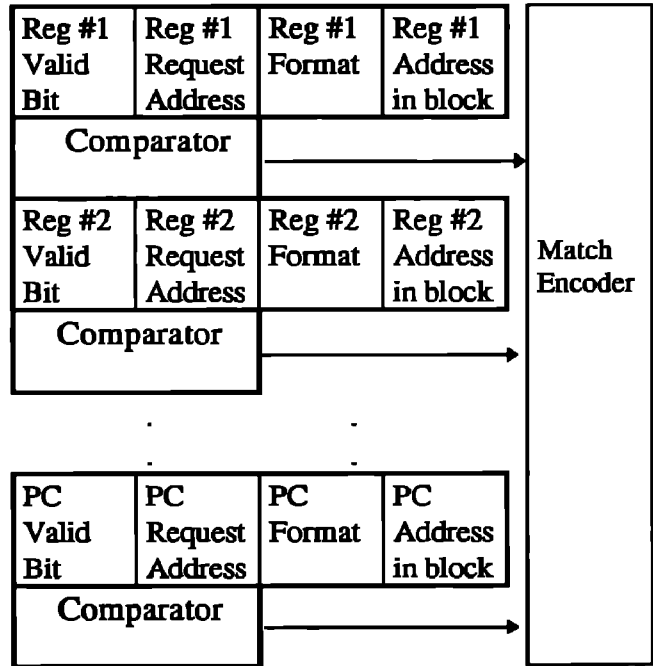 Reg #1 Reg #1 Reg #1 Reg #1
Valid Request Format Address
Bit Address in block
Comparator
Reg #2 Reg #2 Reg #2 Reg #2
Valid Request Format Address
Bit Address in block
Match
Encoder
Comparator
PC PC PC PC
Valid Request Format Address
Bit Address in block
Comparator